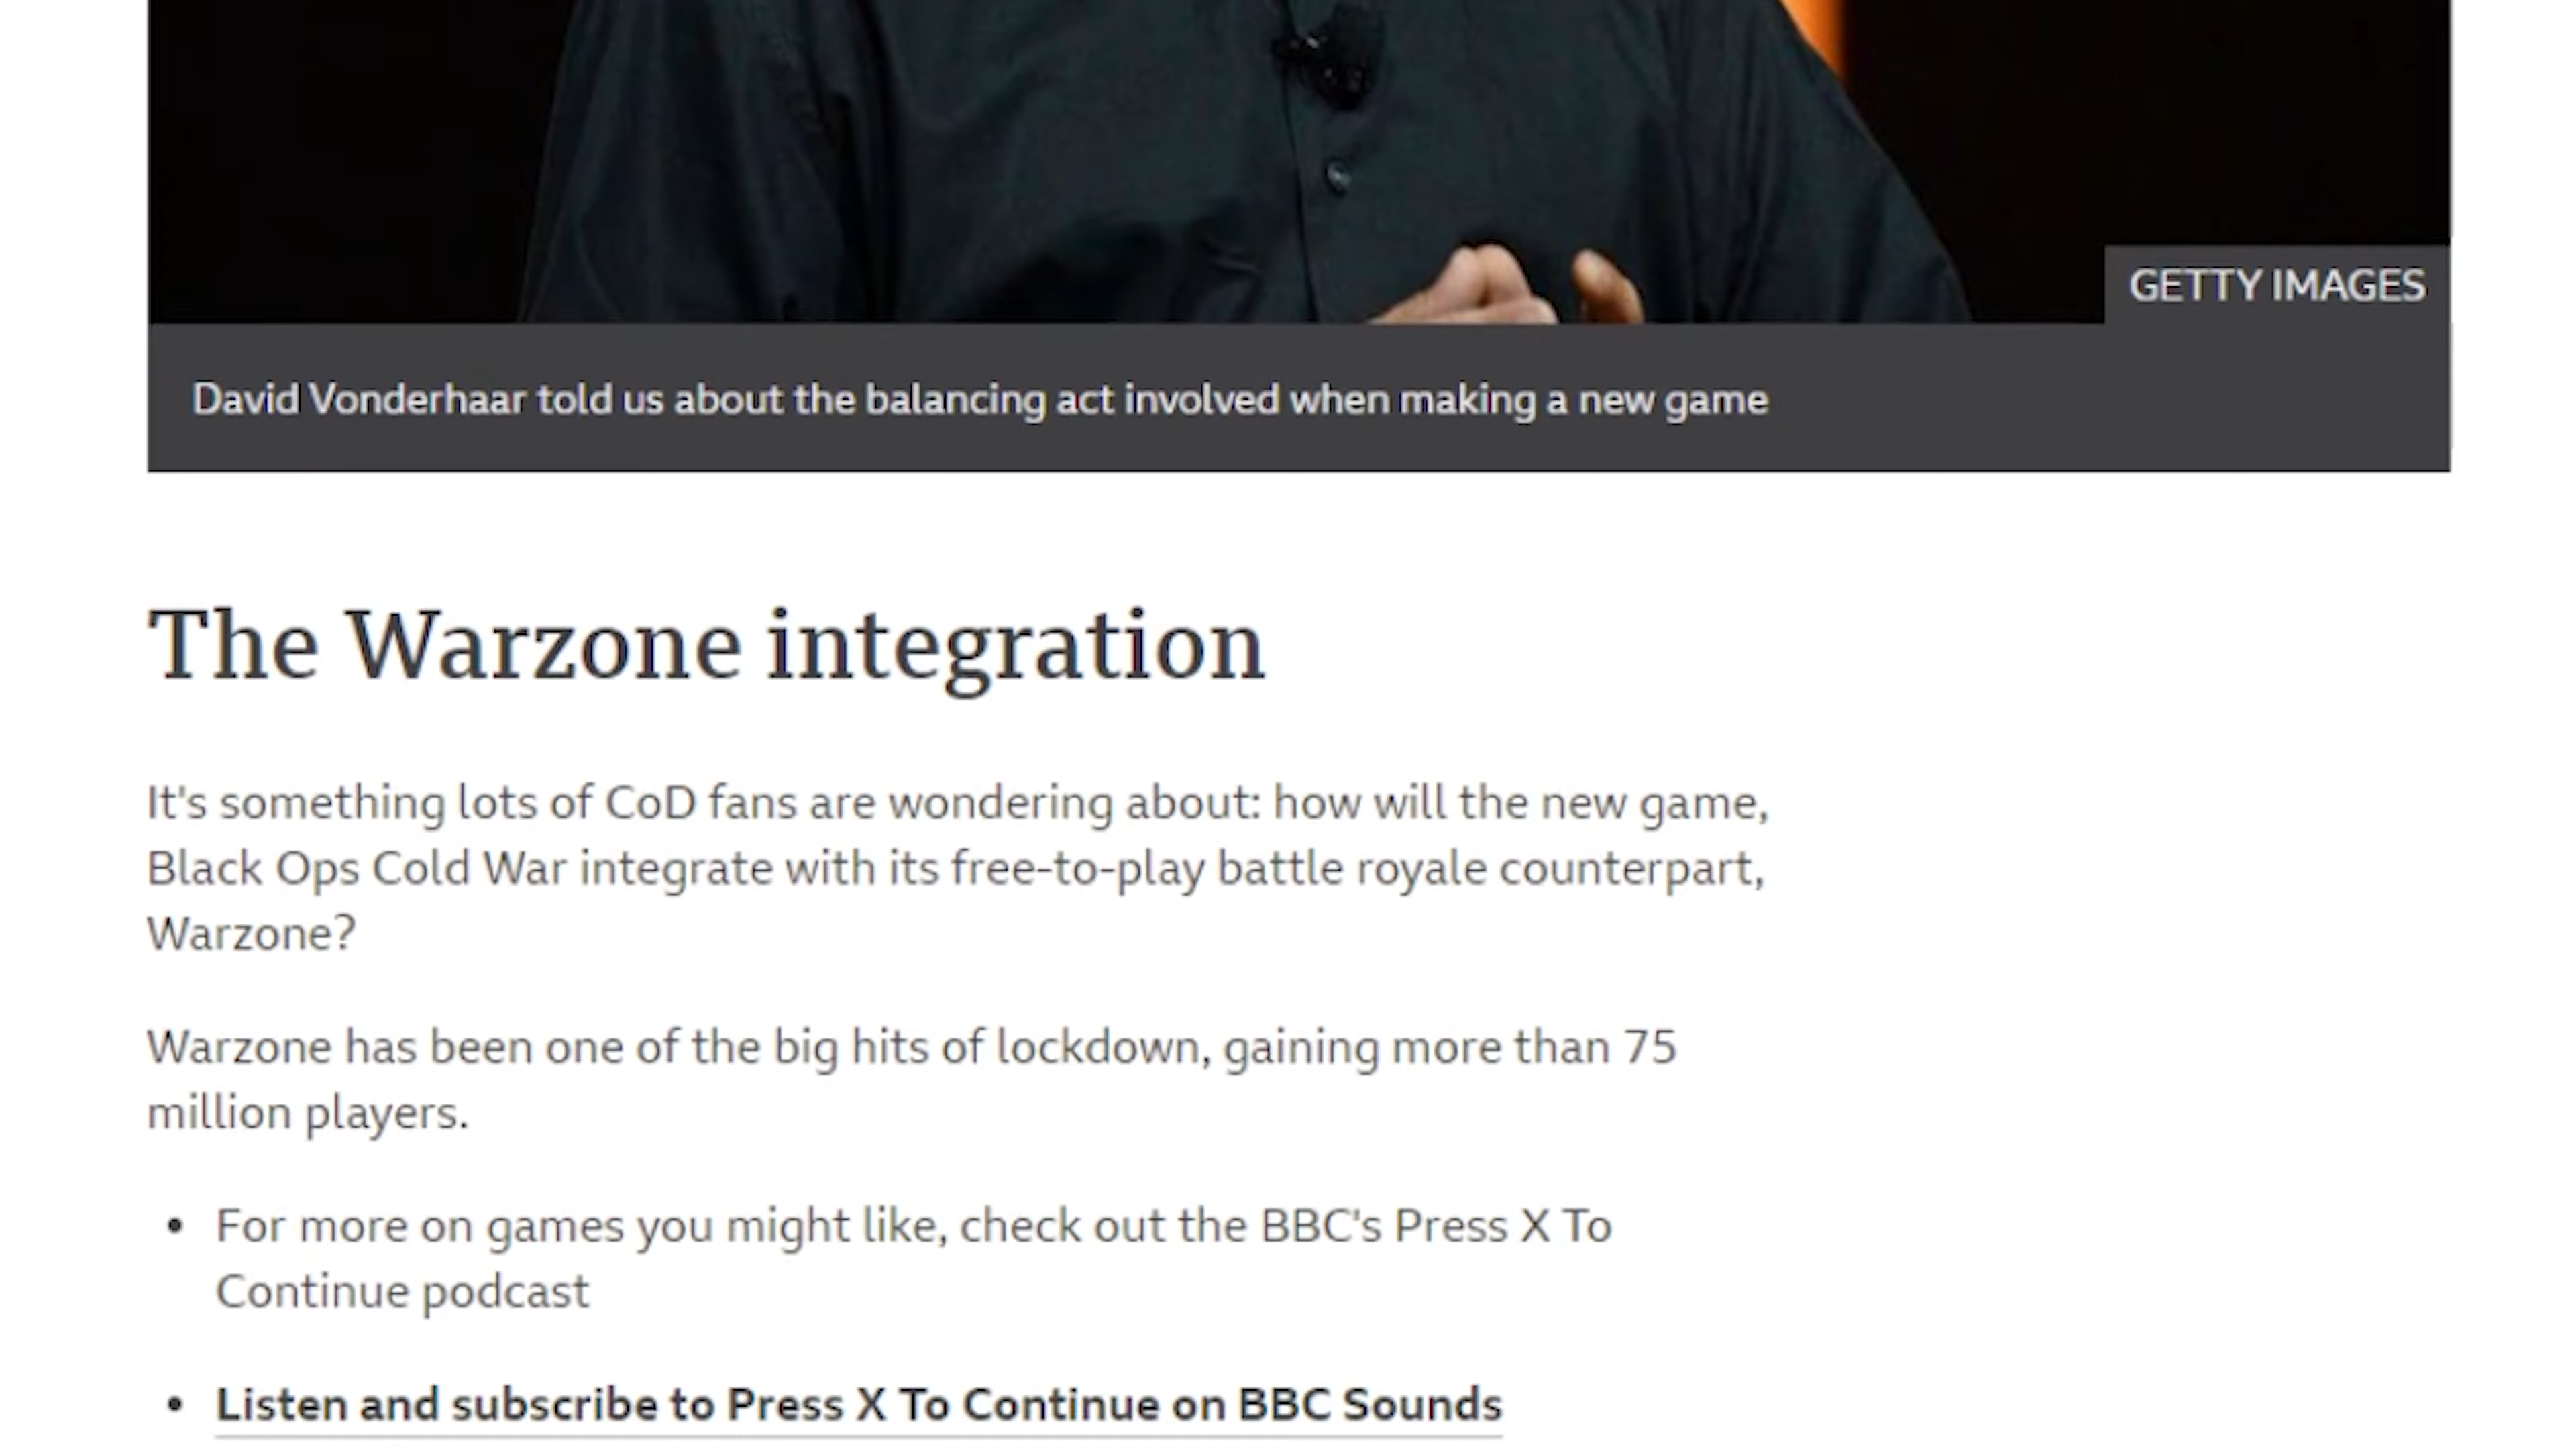 GETTY IMAGES
David Vonderhaar told us about the balancing act involved when making a new game
The Warzone integration
It's something lots of CoD fans are wondering about: how will the new game,
Black Ops Cold War integrate with its free-to-play battle royale counterpart,
Warzone?
Warzone has been one of the big hits of lockdown, gaining more than 75
million players.
• For more on games you might like, check out the BBC's Press X To
Continue podcast
• Listen and subscribe to Press X To Continue on BBC Sounds